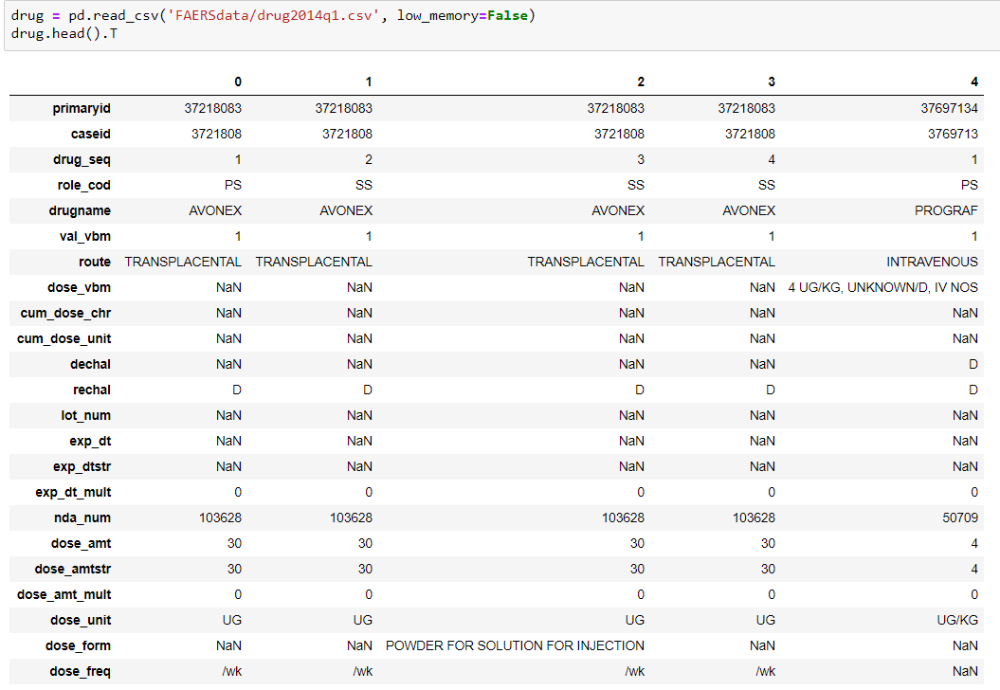 drug = pd.read_csv('FAERSdata/drug2014q1.csv', low_memory=False)
drug.head().T
0 1 2 3 4
primaryid 37218083 37218083 37218083 37218083 37697134
caseid 3721808 3721808 3721808 3721808 3769713
drug_seq 1 2 3 4 1
role_cod PS SS SS SS PS
drugname AVONEX AVONEX AVONEX AVONEX PROGRAF
val_vbm 1 1 1 1 1
route TRANSPLACENTAL TRANSPLACENTAL TRANSPLACENTAL TRANSPLACENTAL INTRAVENOUS
dose_vbm NaN NaN NaN NaN 4 UG/KG, UNKNOWN/D, IV NOS
cum_dose_chr NaN NaN NaN NaN NaN
cum_dose_unit NaN NaN NaN NaN NaN
dechal NaN NaN NaN NaN D
rechal D D D D D
lot_num NaN NaN NaN NaN NaN
exp_dt NaN NaN NaN NaN NaN
exp_dtstr NaN NaN NaN NaN NaN
exp_dt_mult 0 0 0 0 0
nda_num 103628 103628 103628 103628 50709
dose_amt 30 30 30 30 4
dose_amtstr 30 30 30 30 4
dose_amt_mult 0 0 0 0 0
dose_unit UG UG UG UG UG/KG
dose_form NaN NaN POWDER FOR SOLUTION FOR INJECTION NaN NaN
dose_freq /wk /wk /wk /wk NaN